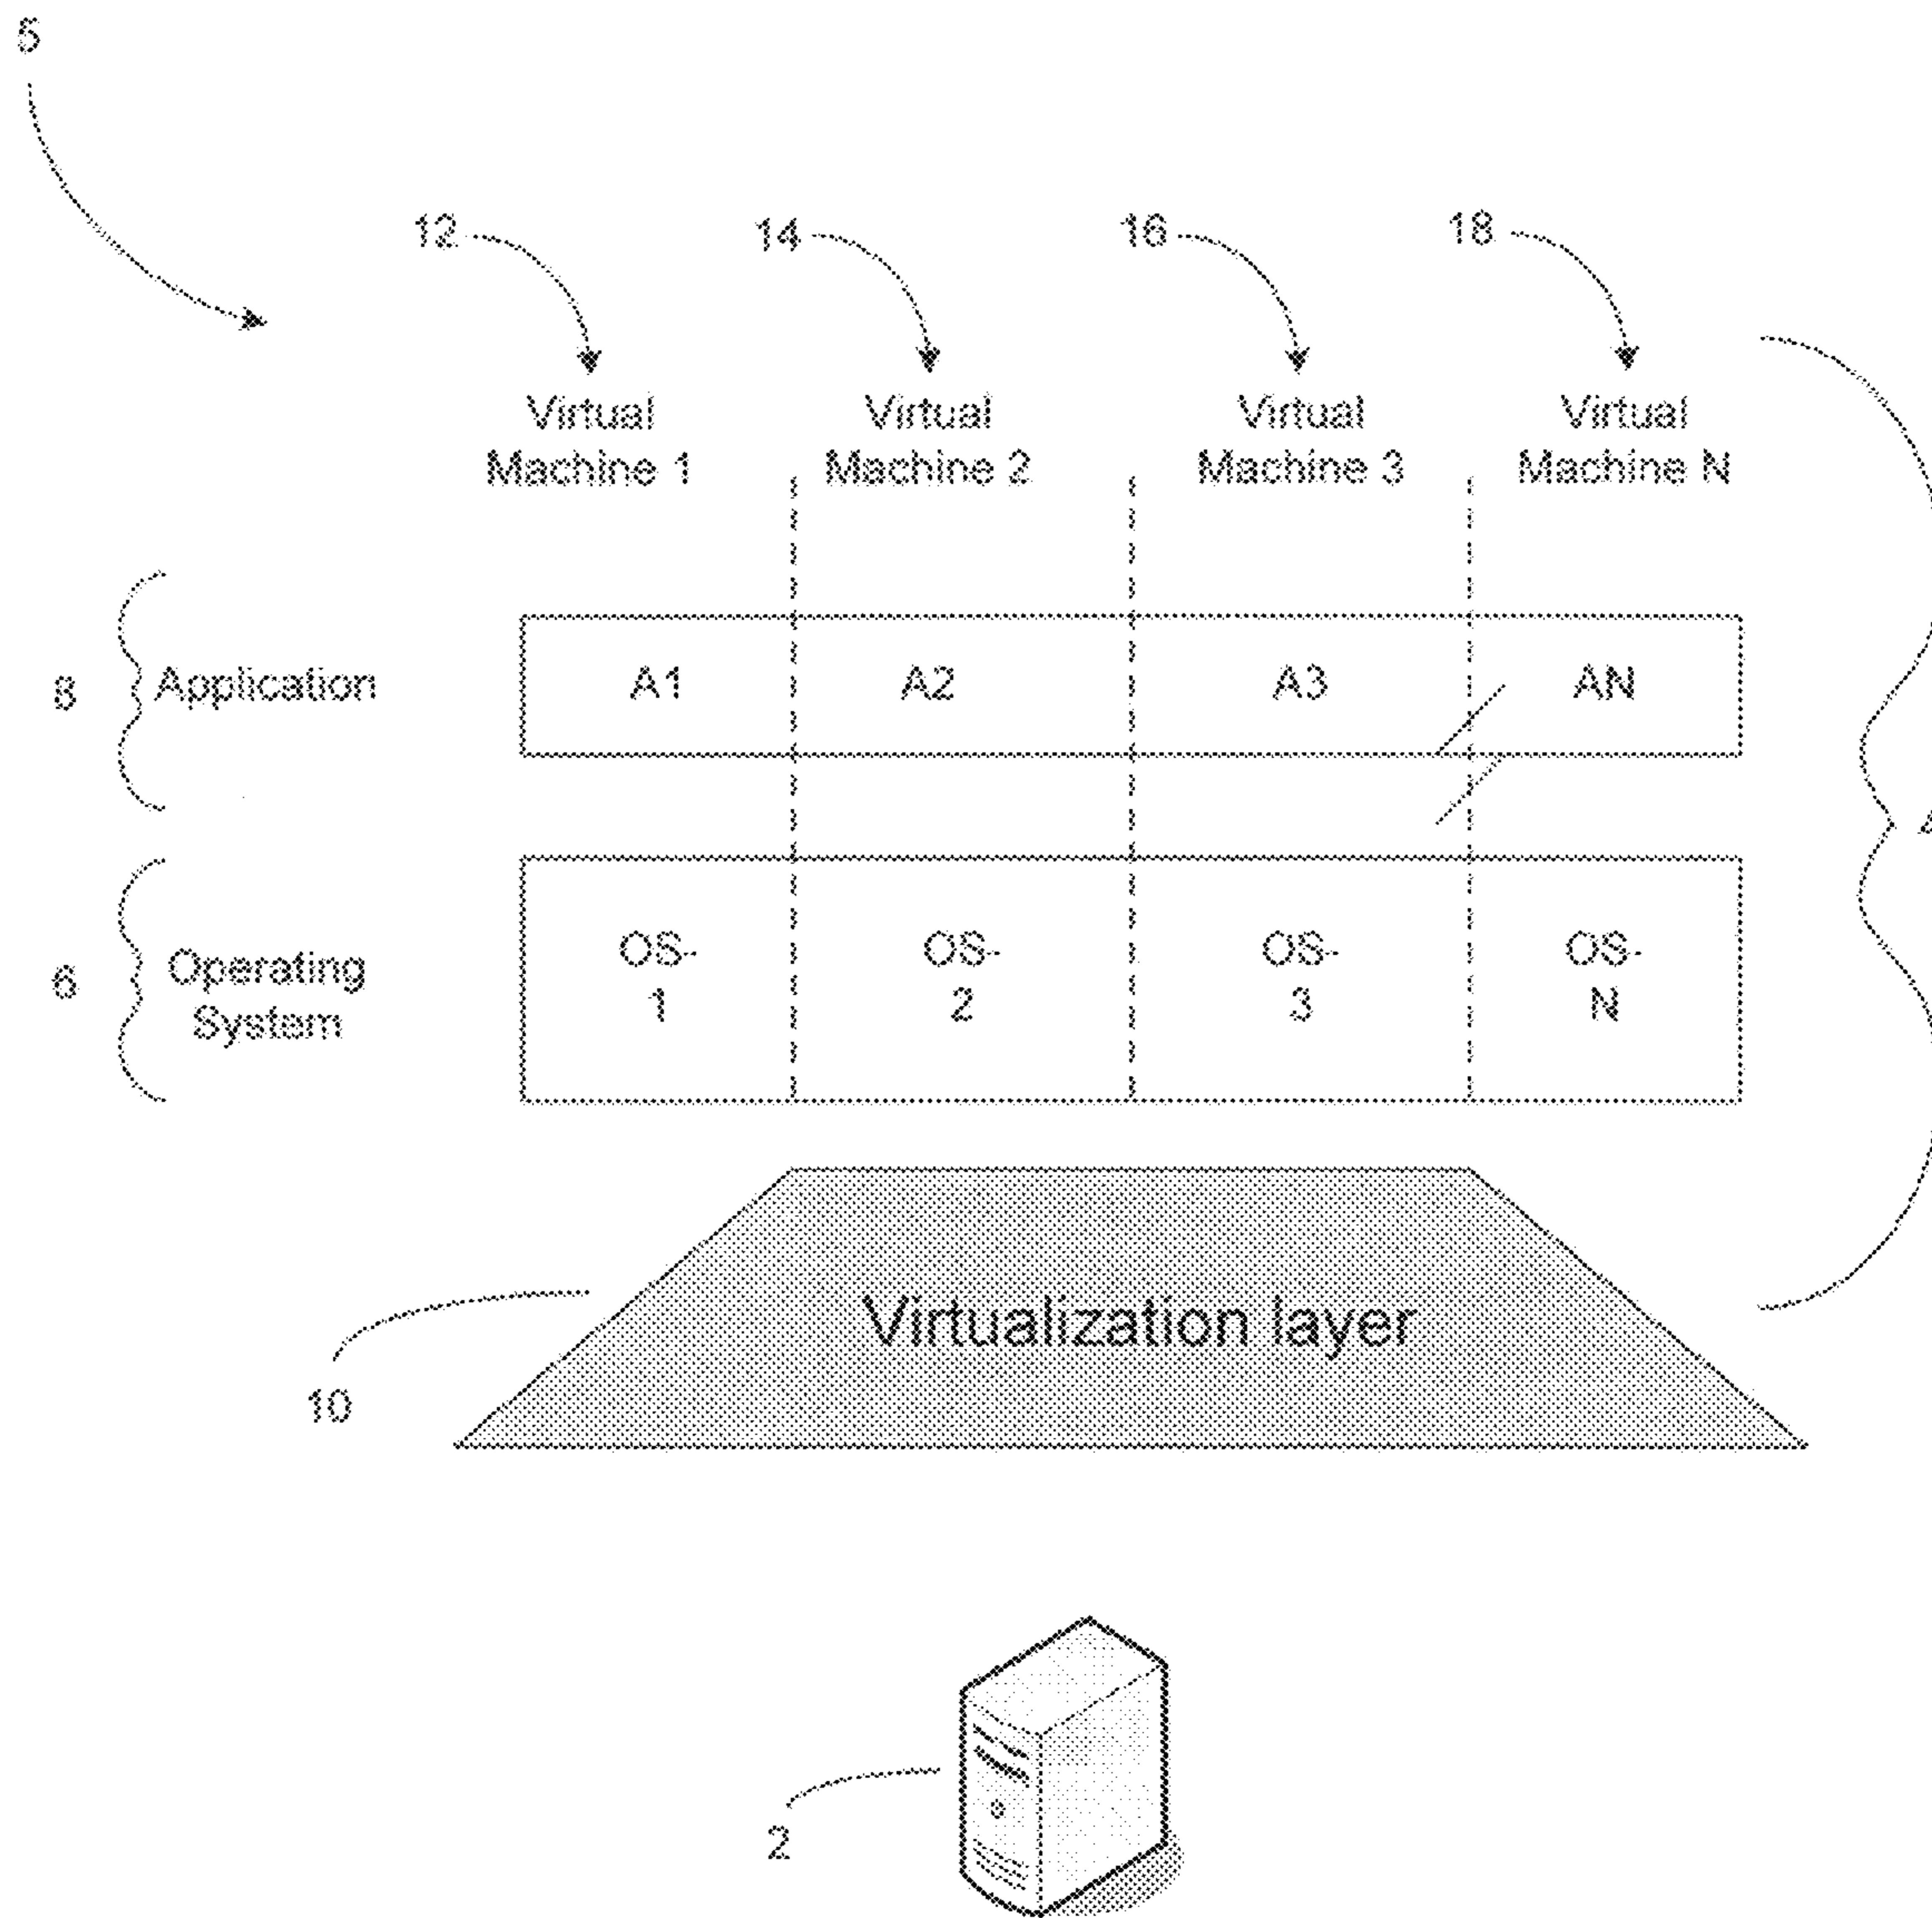 5
12
14
16
18
Virtual
Machine 1
Virtual
Machine 2
Virtual
Machine 3
Virtual
Machine N
8
Application
A1
A2
A3
AN
6
Operating
System
OS-
1
OS-
2
OS-
3
OS-
N
10
Virtualization layer
2